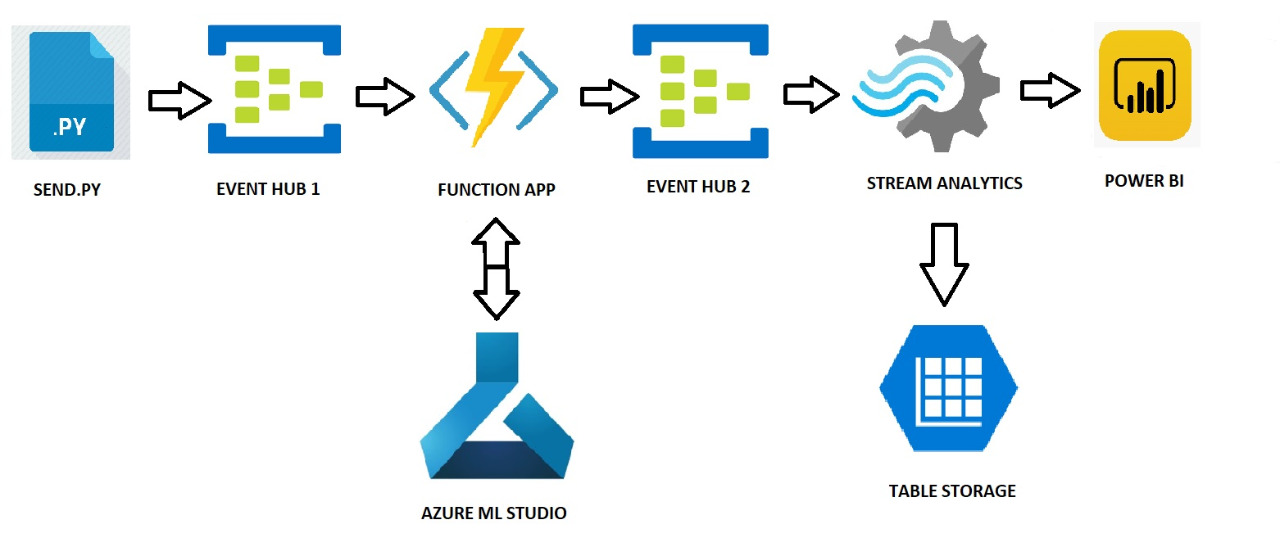 .PY
SEND.PY
EVENT HUB 1
FUNCTION APP
EVENT HUB 2
STREAM ANALYTICS
POWER BI
AZURE ML STUDIO
TABLE STORAGE